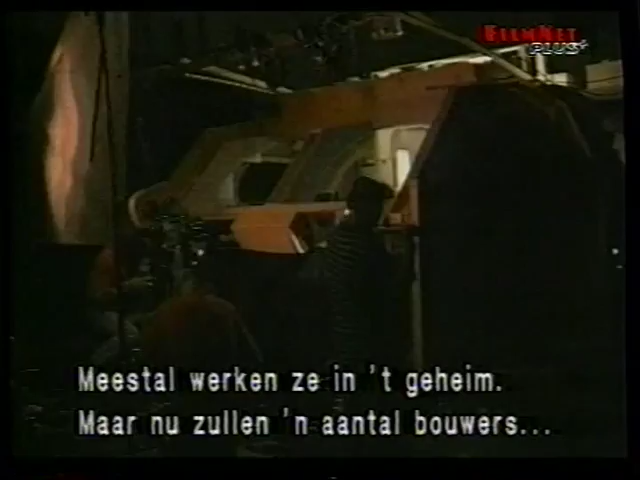 FILMNET
PLUS+
Meestal werken ze in 't geheim.
Maar nu zullen 'n aantal bouwers...